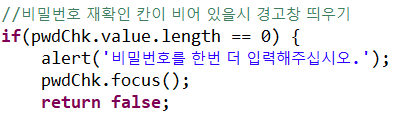 //비밀번호 재확인 칸이 비어 있을시 경고창 띄우기
if(pwdChk.value.length == 0) {
    alert('비밀번호를 한번 더 입력해주십시오.');
    pwdChk.focus();
    return false;